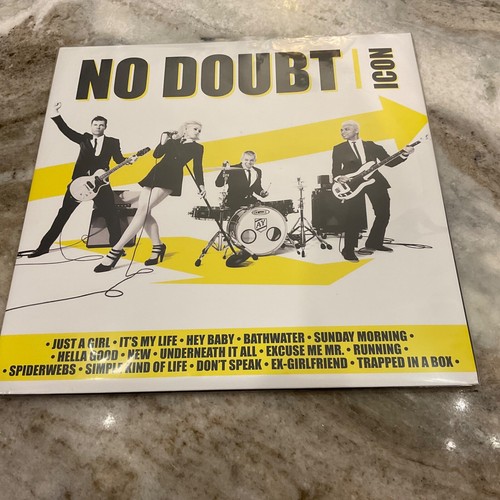 NO DOUBT | ICON
• JUST A GIRL • IT'S MY LIFE • HEY BABY • BATHWATER • SUNDAY MORNING •
• HELLA GOOD • NEW • UNDERNEATH IT ALL • EXCUSE ME MR. • RUNNING •
• SPIDERWEBS • SIMPLE KIND OF LIFE • DON'T SPEAK • EX-GIRLFRIEND • TRAPPED IN A BOX •